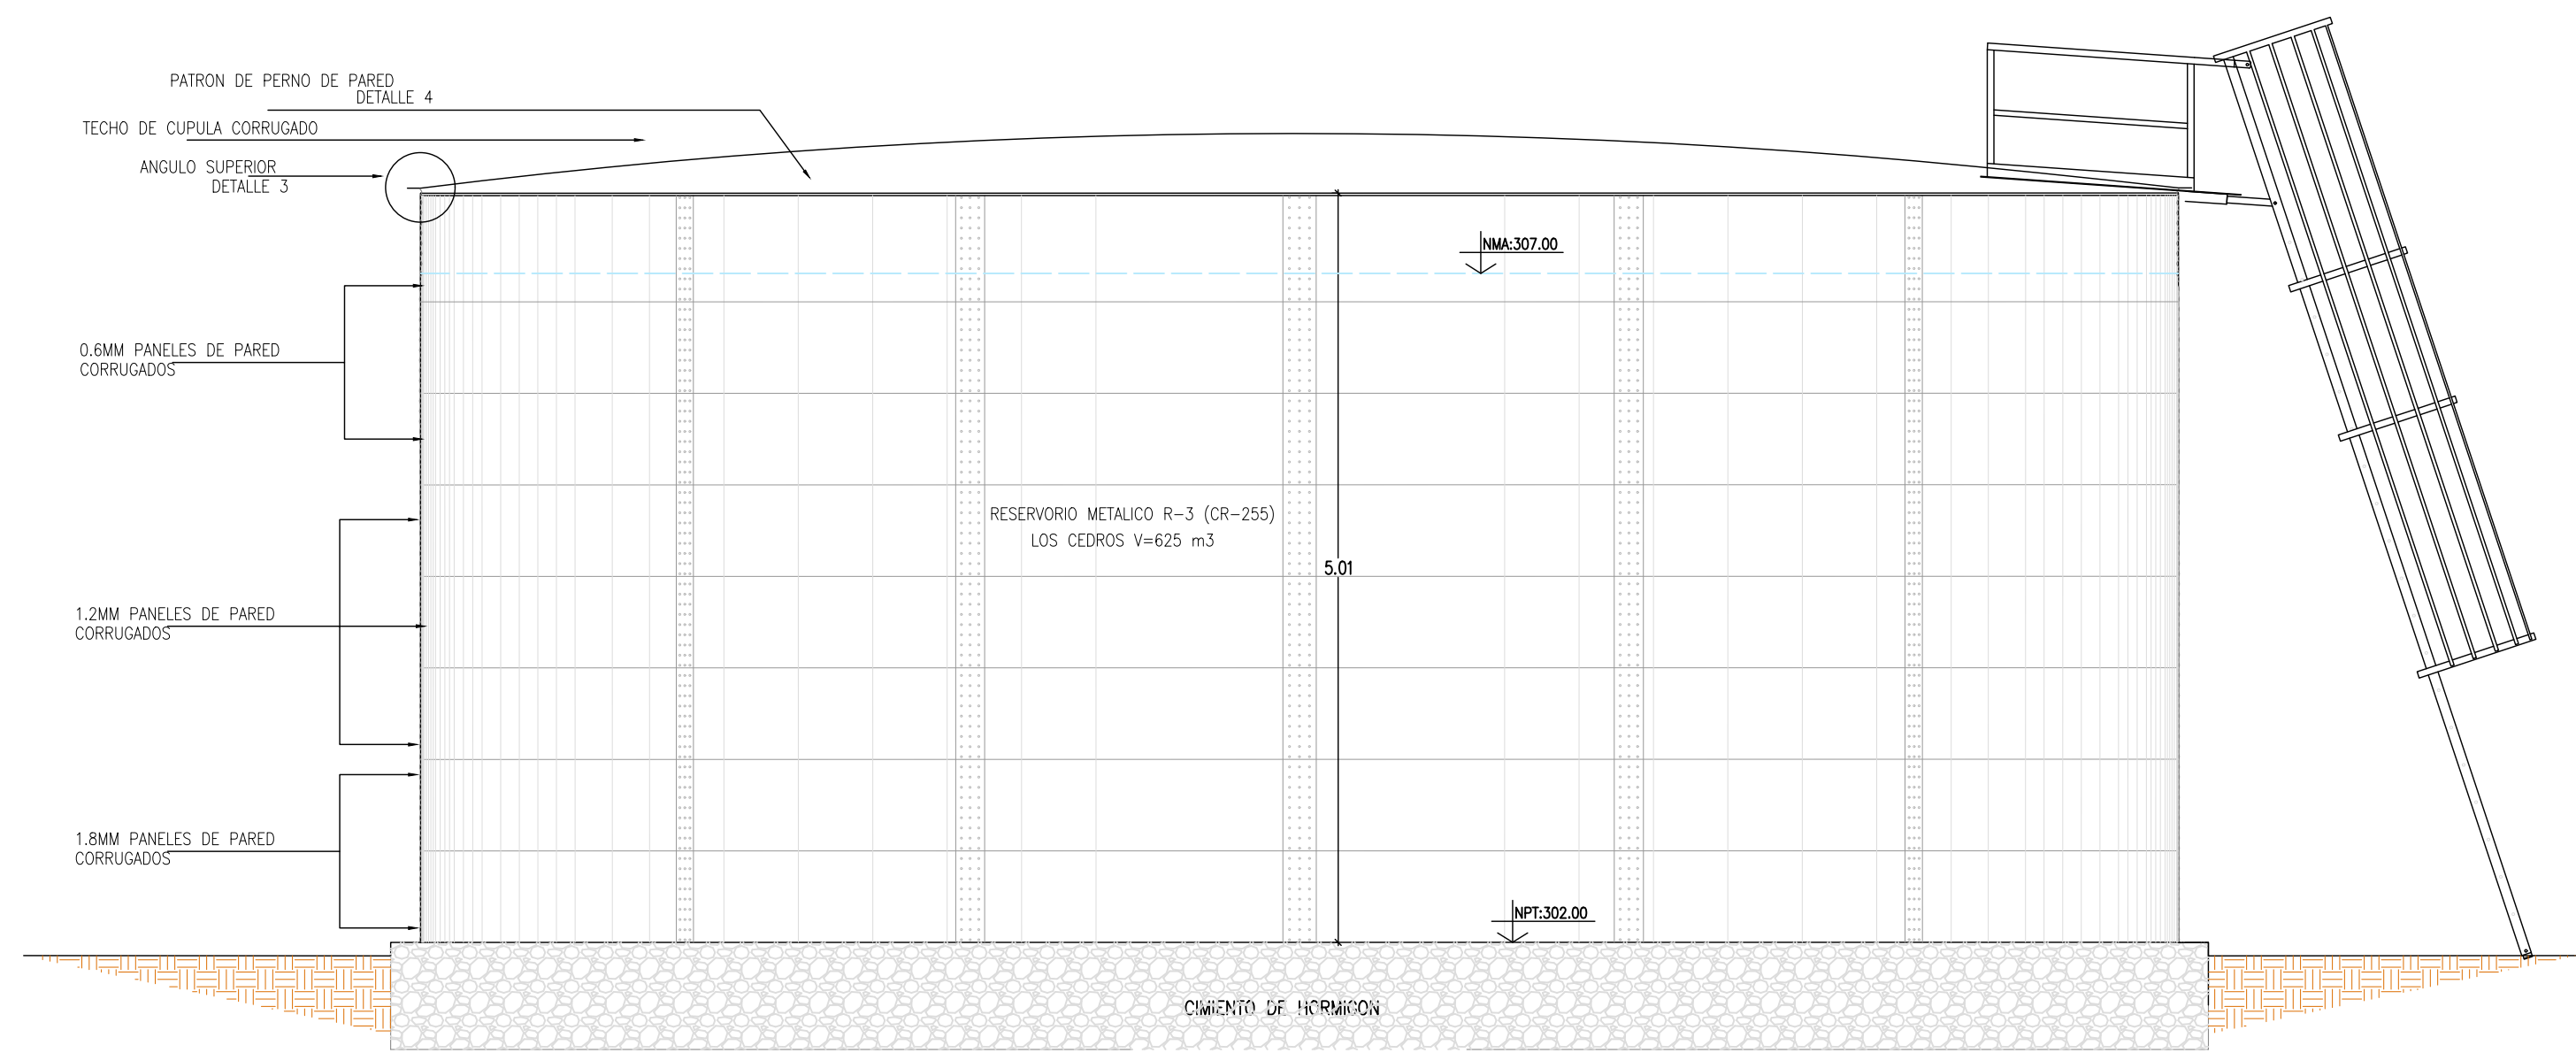 PATRON DE PERNO DE PARED
DETALLE 4
TECHO DE CUPULA CORRUGADO
ANGULO SUPERIOR
DETALLE 3
NMA:307.00
0.6MM PANELES DE PARED
CORRUGADOS
RESERVORIO METALICO R-3 (CR-255)
LOS CEDROS V=625 m3
5.01
1.2MM PANELES DE PARED
CORRUGADOS
1.8MM PANELES DE PARED
CORRUGADOS
NPT:302.00
CIMIENTO DE HORMIGON